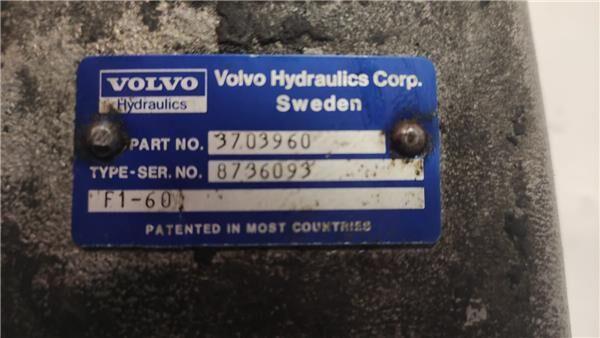 VOLVO
Hydraulics
Volvo Hydraulics Corp.
Sweden
PART NO. 3703960
TYPE-SER. NO. 8736093
F1-60
PATENTED IN MOST COUNTRIES